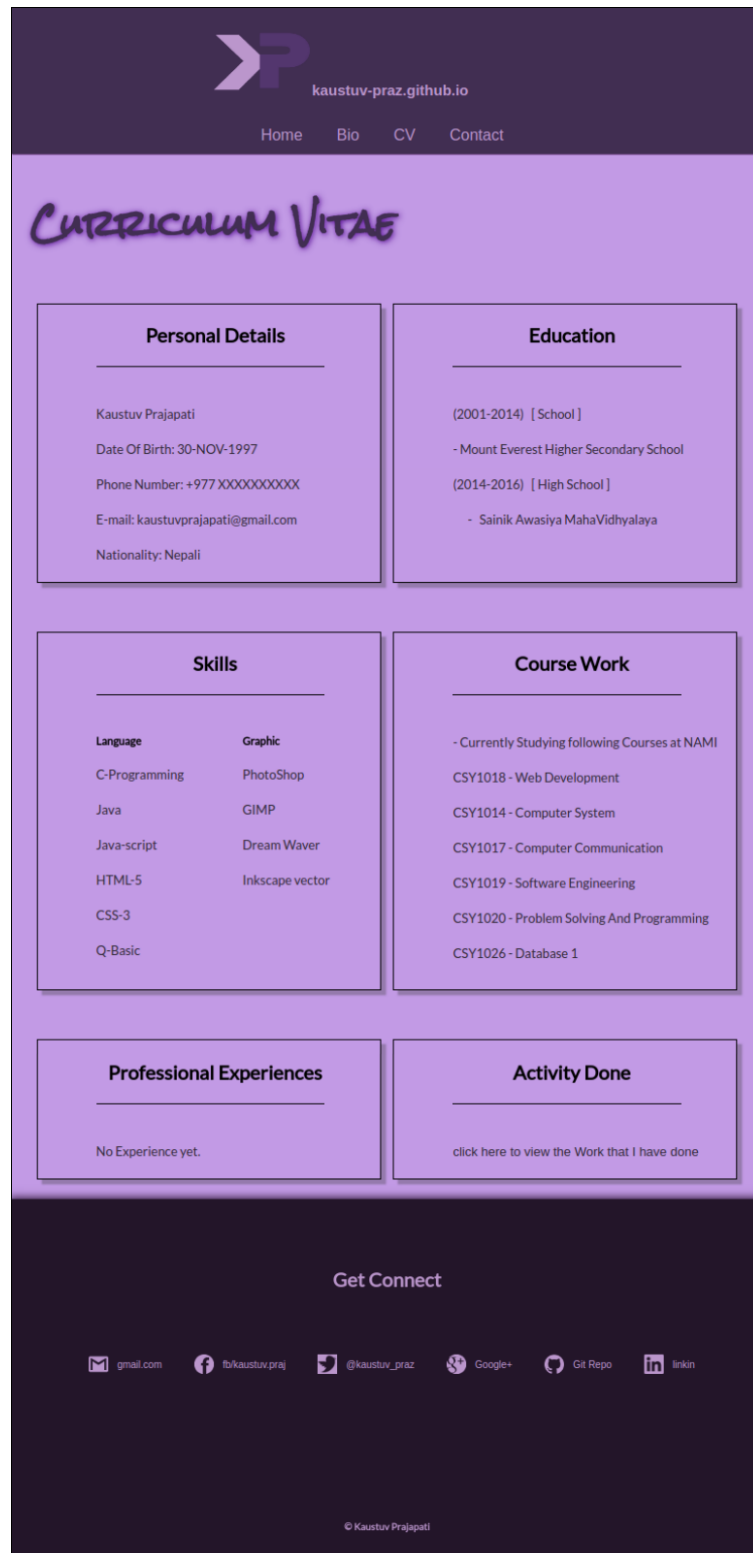 KP
kaustuv-praz.github.io
Home Bio CV Contact
Curriculum Vitae
Personal Details
Kaustuv Prajapati
Date Of Birth: 30-NOV-1997
Phone Number: +977 XXXXXXXXXX
E-mail: kaustuvprajapati@gmail.com
Nationality: Nepali
Education
(2001-2014) [ School ]
- Mount Everest Higher Secondary School
(2014-2016) [ High School ]
- Sainik Awasiya MahaVidhyalaya
Skills
Language
C-Programming
Java
Java-script
HTML-5
CSS-3
Q-Basic
Graphic
PhotoShop
GIMP
Dream Waver
Inkscape vector
Course Work
- Currently Studying following Courses at NAMI
CSY1018 - Web Development
CSY1014 - Computer System
CSY1017 - Computer Communication
CSY1019 - Software Engineering
CSY1020 - Problem Solving And Programming
CSY1026 - Database 1
Professional Experiences
No Experience yet.
Activity Done
click here to view the Work that I have done
Get Connect
gmail.com fb/kaustuv.praj @kaustuv_praz Google+ Git Repo linkin
© Kaustuv Prajapati